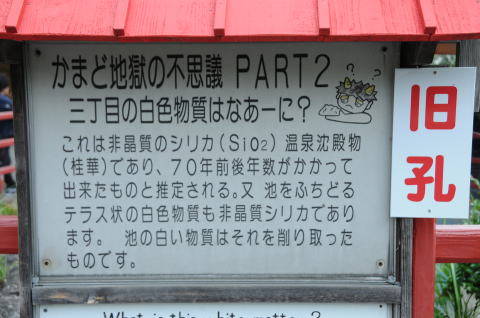 かまど地獄の不思議 PART2
三丁目の白色物質はなあーに?
これは非晶質のシリカ(SiO₂) 温泉沈殿物
(桂華)であり、70年前後年数がかかって
出来たものと推定される。又 池をふちどる
テラス状の白色物質も非晶質シリカであり
ます。 池の白い物質はそれを削り取った
ものです。
旧孔
What is this white matter?